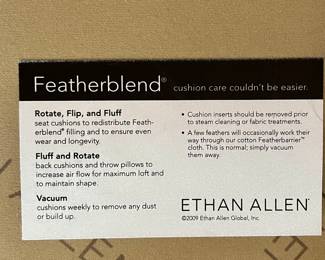 Featherblend® cushion care couldn't be easier.
Rotate, Flip, and Fluff
seat cushions to redistribute Feath-
erblend® filling and to ensure even
wear and longevity.
Fluff and Rotate
back cushions and throw pillows to
increase air flow for maximum loft and
to maintain shape.
Vacuum
cushions weekly to remove any dust
or build up.
• Cushion inserts should be removed prior
to steam cleaning or fabric treatments.
• A few feathers will occasionally work their
way through our cotton Featherbarrier™
cloth. This is normal; simply vacuum
them away.
ETHAN ALLEN®
©2009 Ethan Allen Global, Inc.